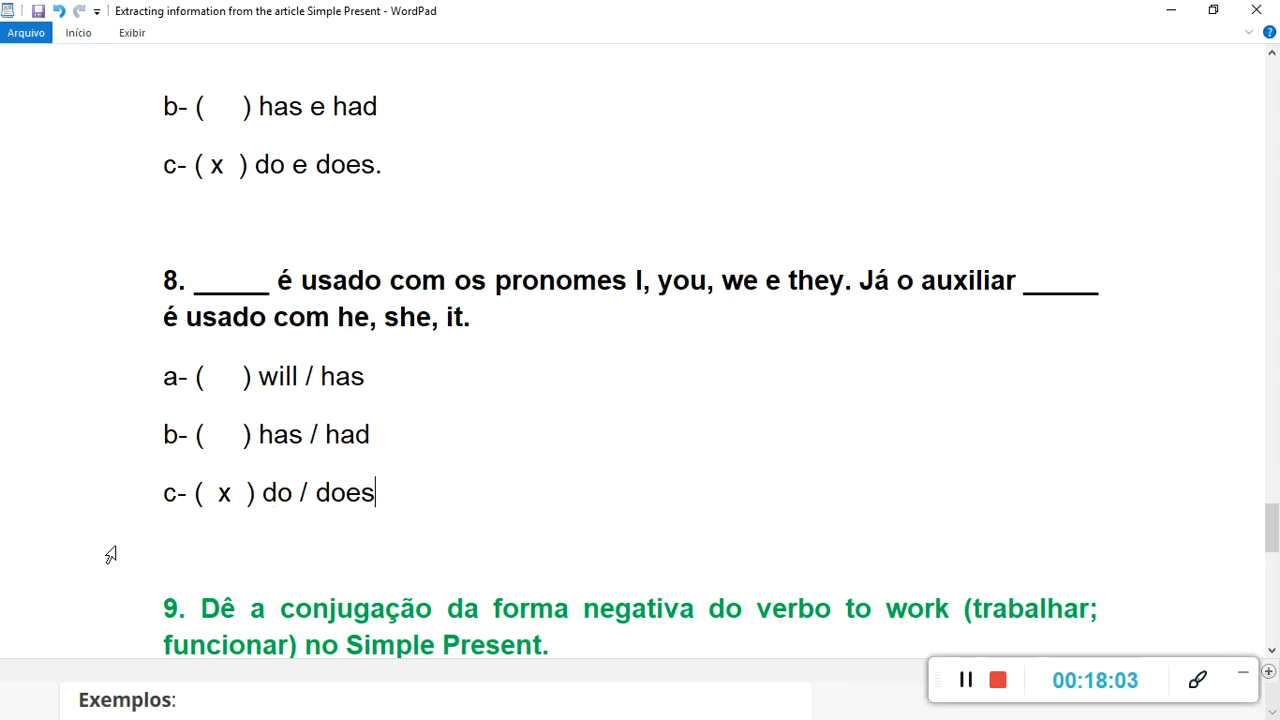 Extracting information from the article Simple Present - WordPad
Arquivo Início Exibir
b- ( ) has e had
c- ( x ) do e does.
8. _____ é usado com os pronomes I, you, we e they. Já o auxiliar _____
é usado com he, she, it.
a- ( ) will / has
b- ( ) has / had
c- ( x ) do / does
9. Dê a conjugação da forma negativa do verbo to work (trabalhar;
funcionar) no Simple Present.
00:18:03
Exemplos: